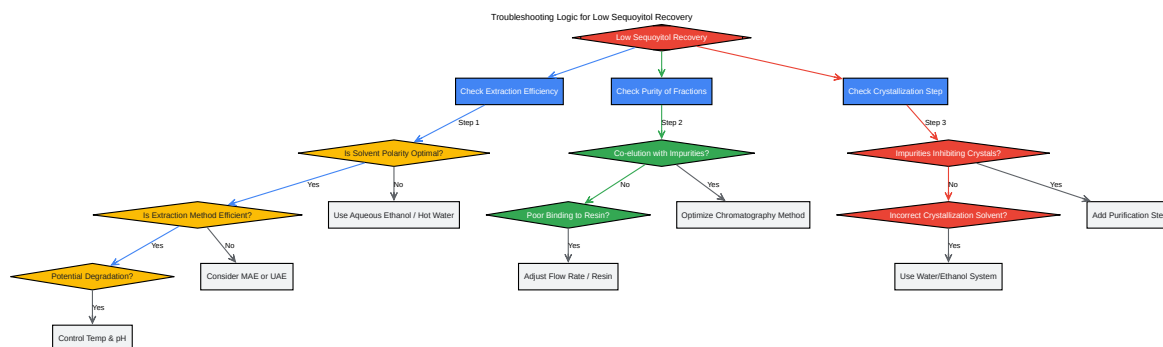 Troubleshooting Logic for Low Sequoyitol Recovery
Low Sequoyitol Recovery
Check Extraction Efficiency
Check Purity of Fractions
Check Crystallization Step
Step 1
Step 2
Step 3
Is Solvent Polarity Optimal?
Co-elution with Impurities?
Impurities Inhibiting Crystals?
Yes
No
No
Yes
No
Yes
Is Extraction Method Efficient?
Use Aqueous Ethanol / Hot Water
Poor Binding to Resin?
Optimize Chromatography Method
Incorrect Crystallization Solvent?
Add Purification Ste
Yes
No
Yes
Yes
Potential Degradation?
Consider MAE or UAE
Adjust Flow Rate / Resin
Use Water/Ethanol System
Yes
Control Temp & pH